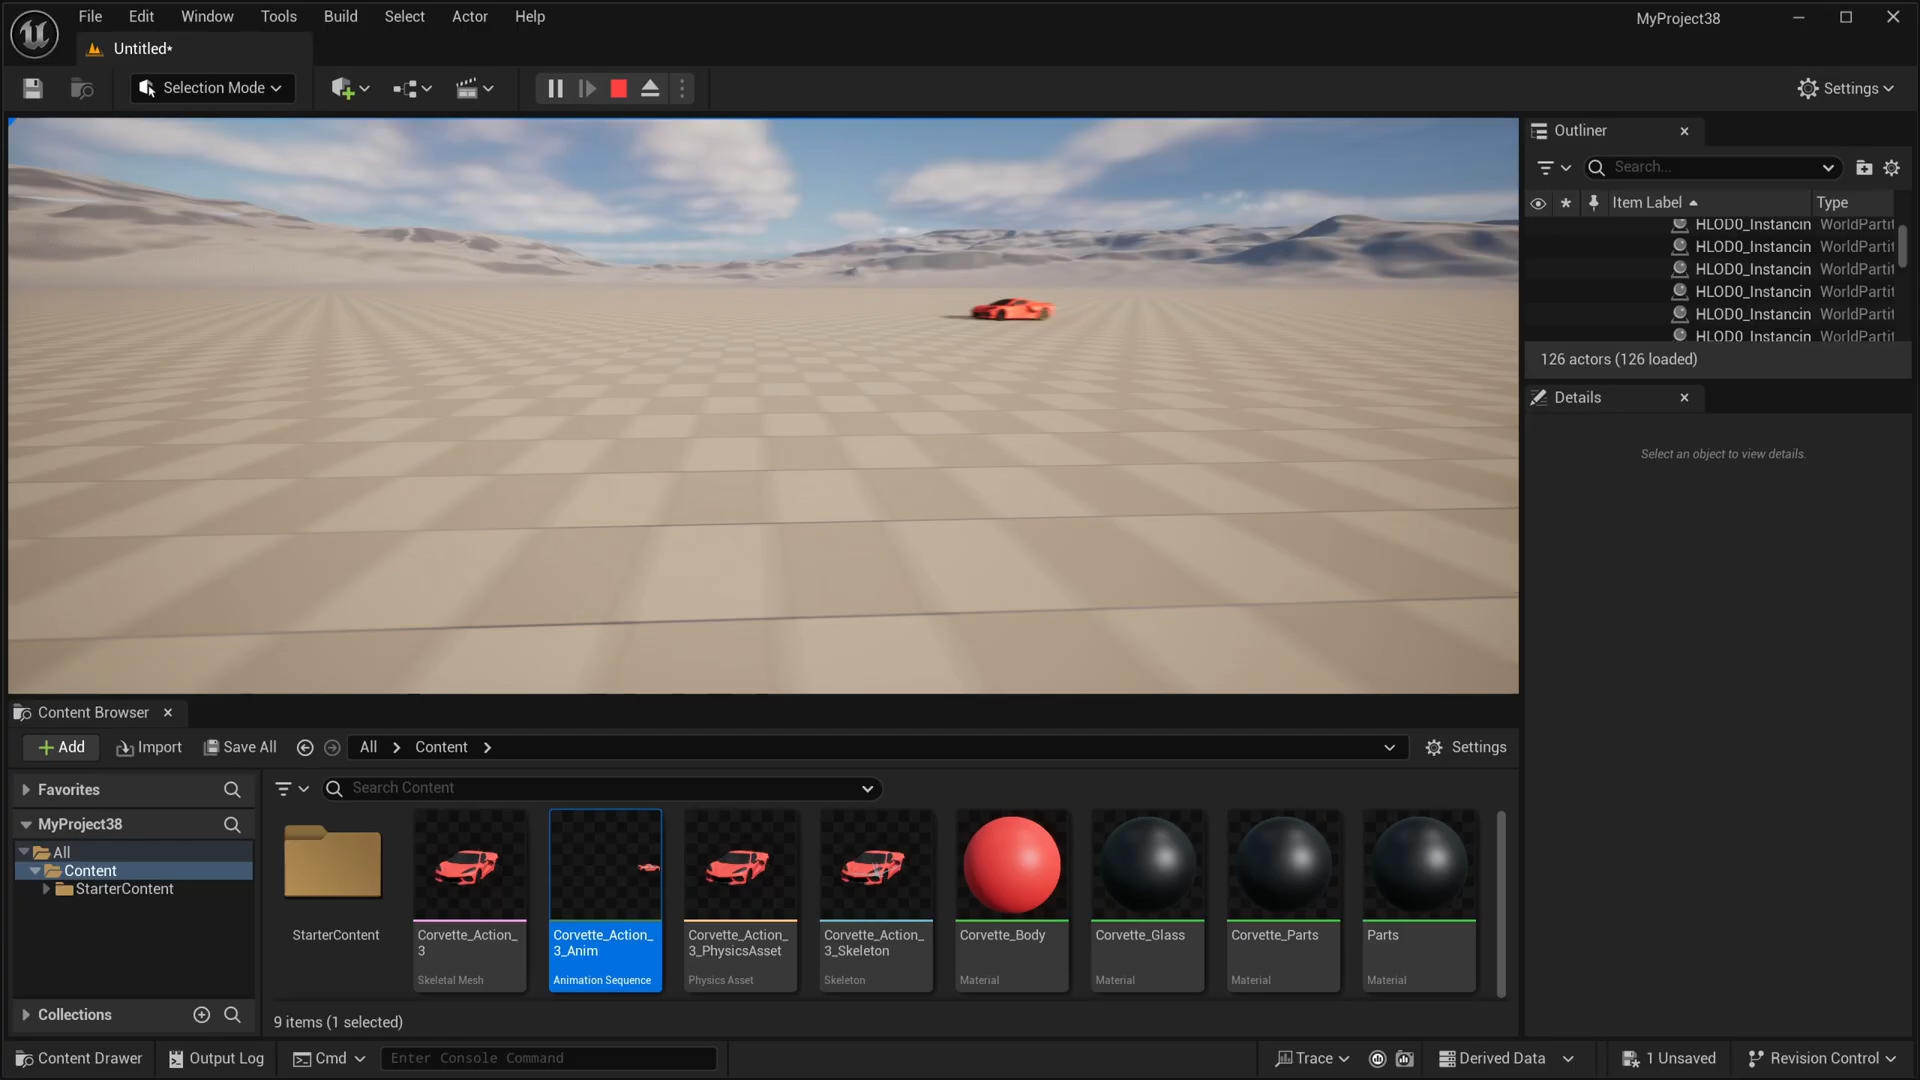 File Edit Window Tools Build Select Actor Help
MyProject38
Untitled*
Selection Mode
Settings
Outliner
Search...
Item Label Type
HLOD0_Instancin WorldPartit
HLOD0_Instancin WorldPartit
HLOD0_Instancin WorldPartit
HLOD0_Instancin WorldPartit
HLOD0_Instancin WorldPartit
HLOD0_Instancin WorldPartit
126 actors (126 loaded)
Details
Select an object to view details.
Content Browser
Add Import Save All All Content Settings
Favorites
Search Content
MyProject38
All
Content
StarterContent
Collections
StarterContent
Corvette_Action_
3
Skeletal Mesh
Corvette_Action_
3_Anim
Animation Sequence
Corvette_Action_
3_PhysicsAsset
Physics Asset
Corvette_Action_
3_Skeleton
Skeleton
Corvette_Body
Material
Corvette_Glass
Material
Corvette_Parts
Material
Parts
Material
9 items (1 selected)
Content Drawer Output Log Cmd Enter Console Command Trace Derived Data 1 Unsaved Revision Control